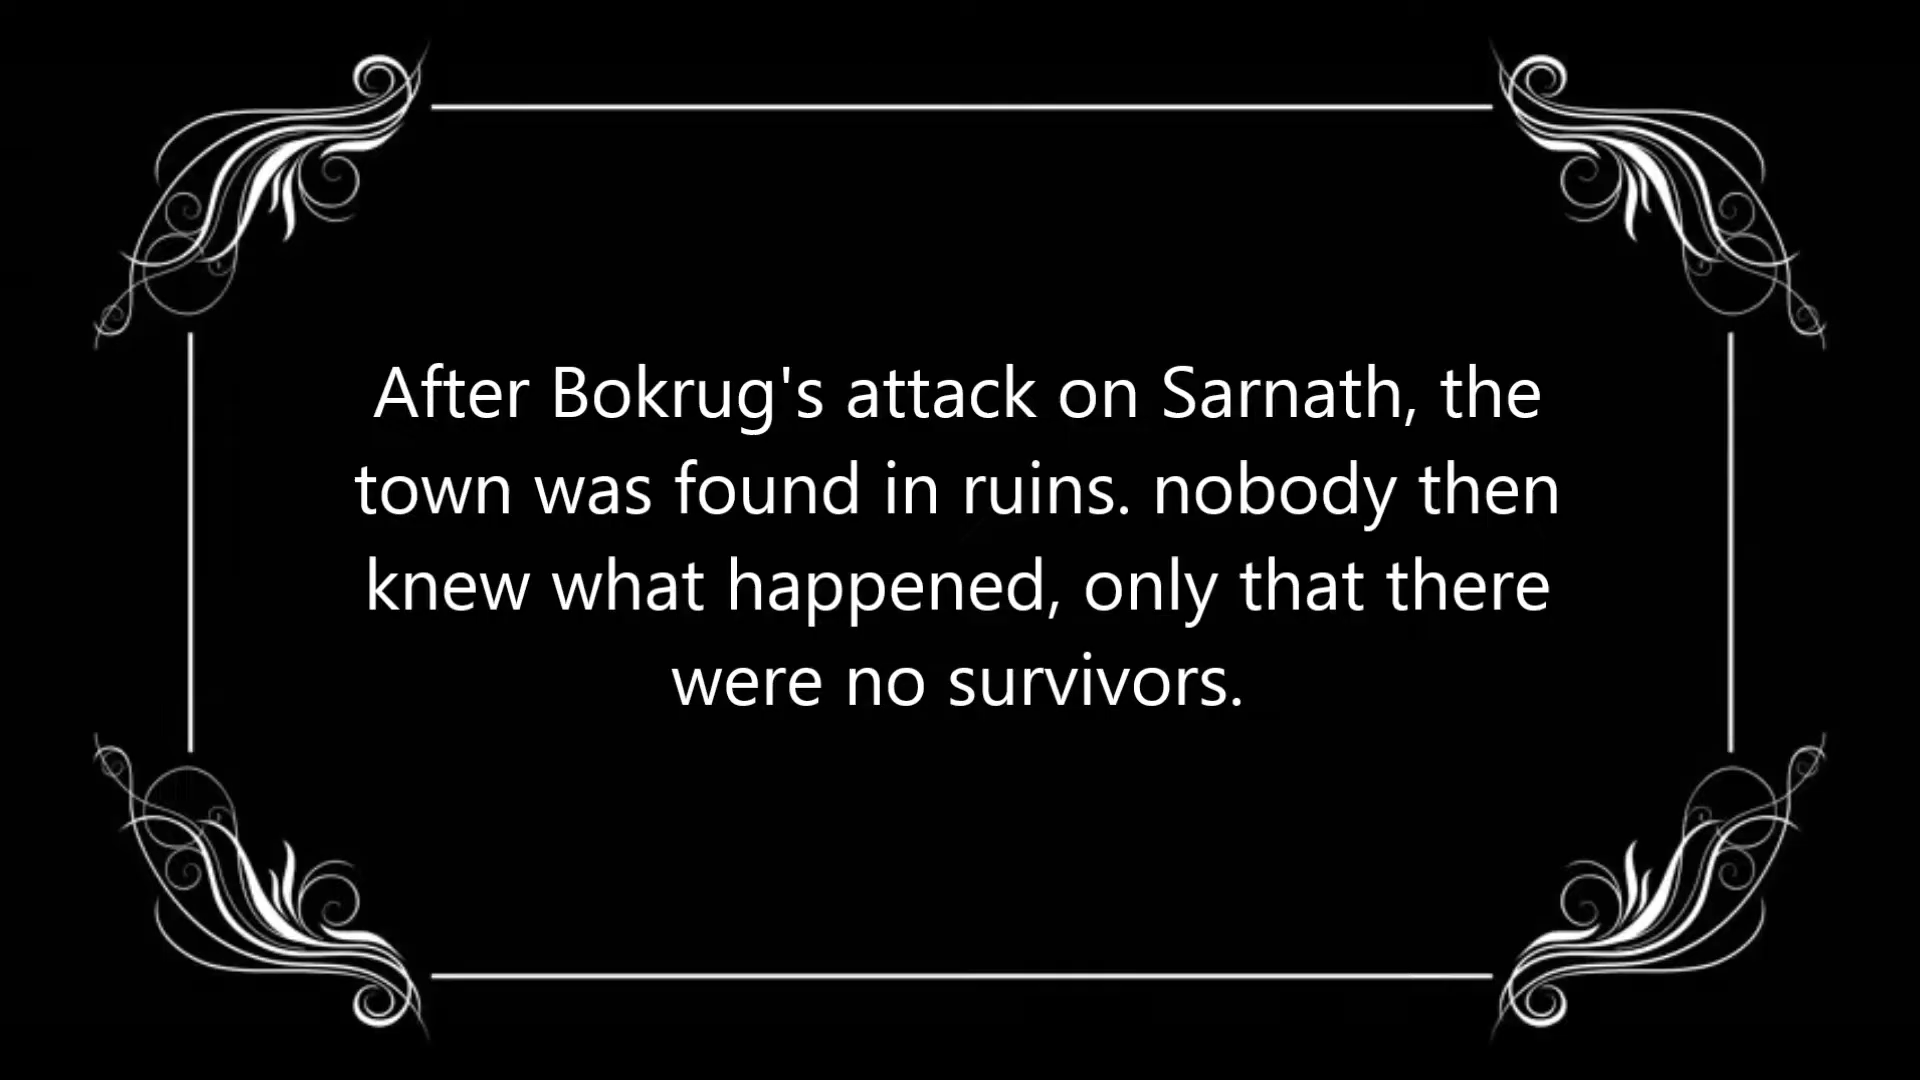 After Bokrug's attack on Sarnath, the
town was found in ruins. nobody then
knew what happened, only that there
were no survivors.